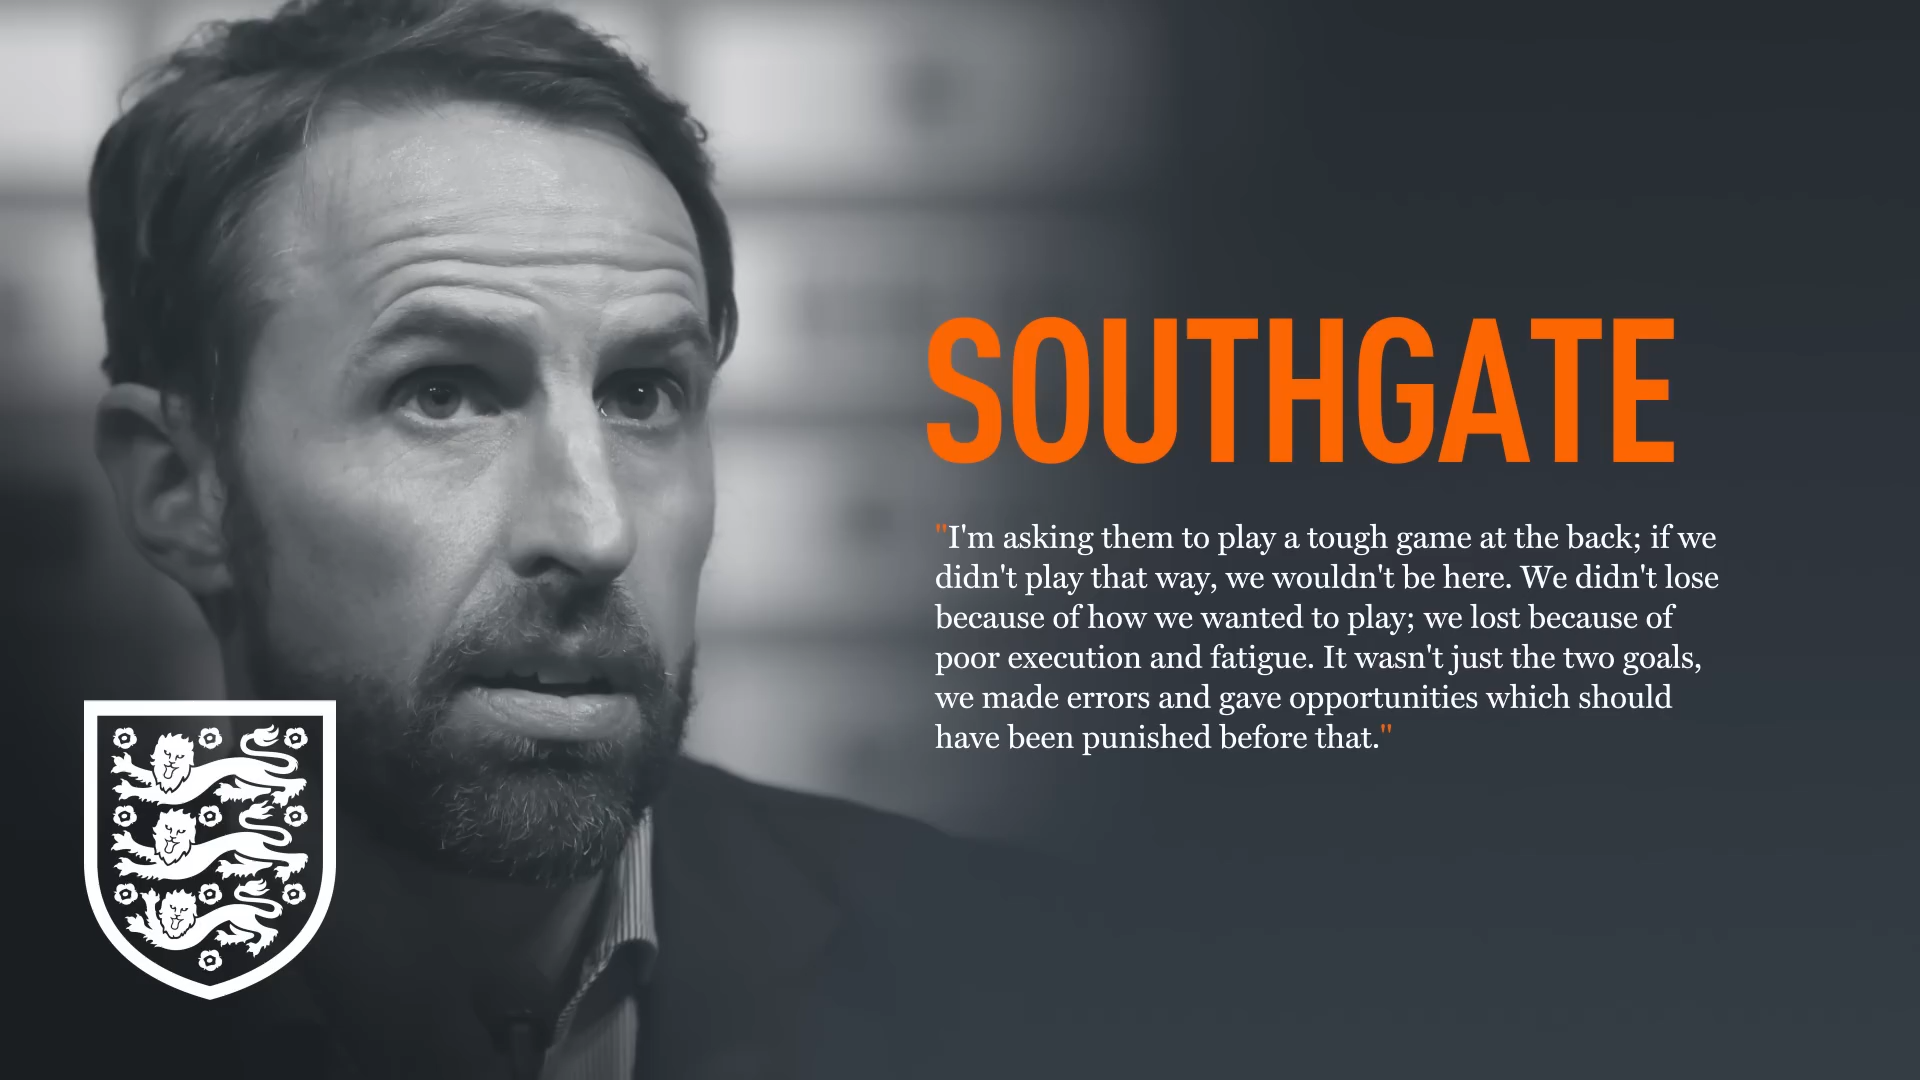 SOUTHGATE
"I'm asking them to play a tough game at the back; if we
didn't play that way, we wouldn't be here. We didn't lose
because of how we wanted to play; we lost because of
poor execution and fatigue. It wasn't just the two goals,
we made errors and gave opportunities which should
have been punished before that."